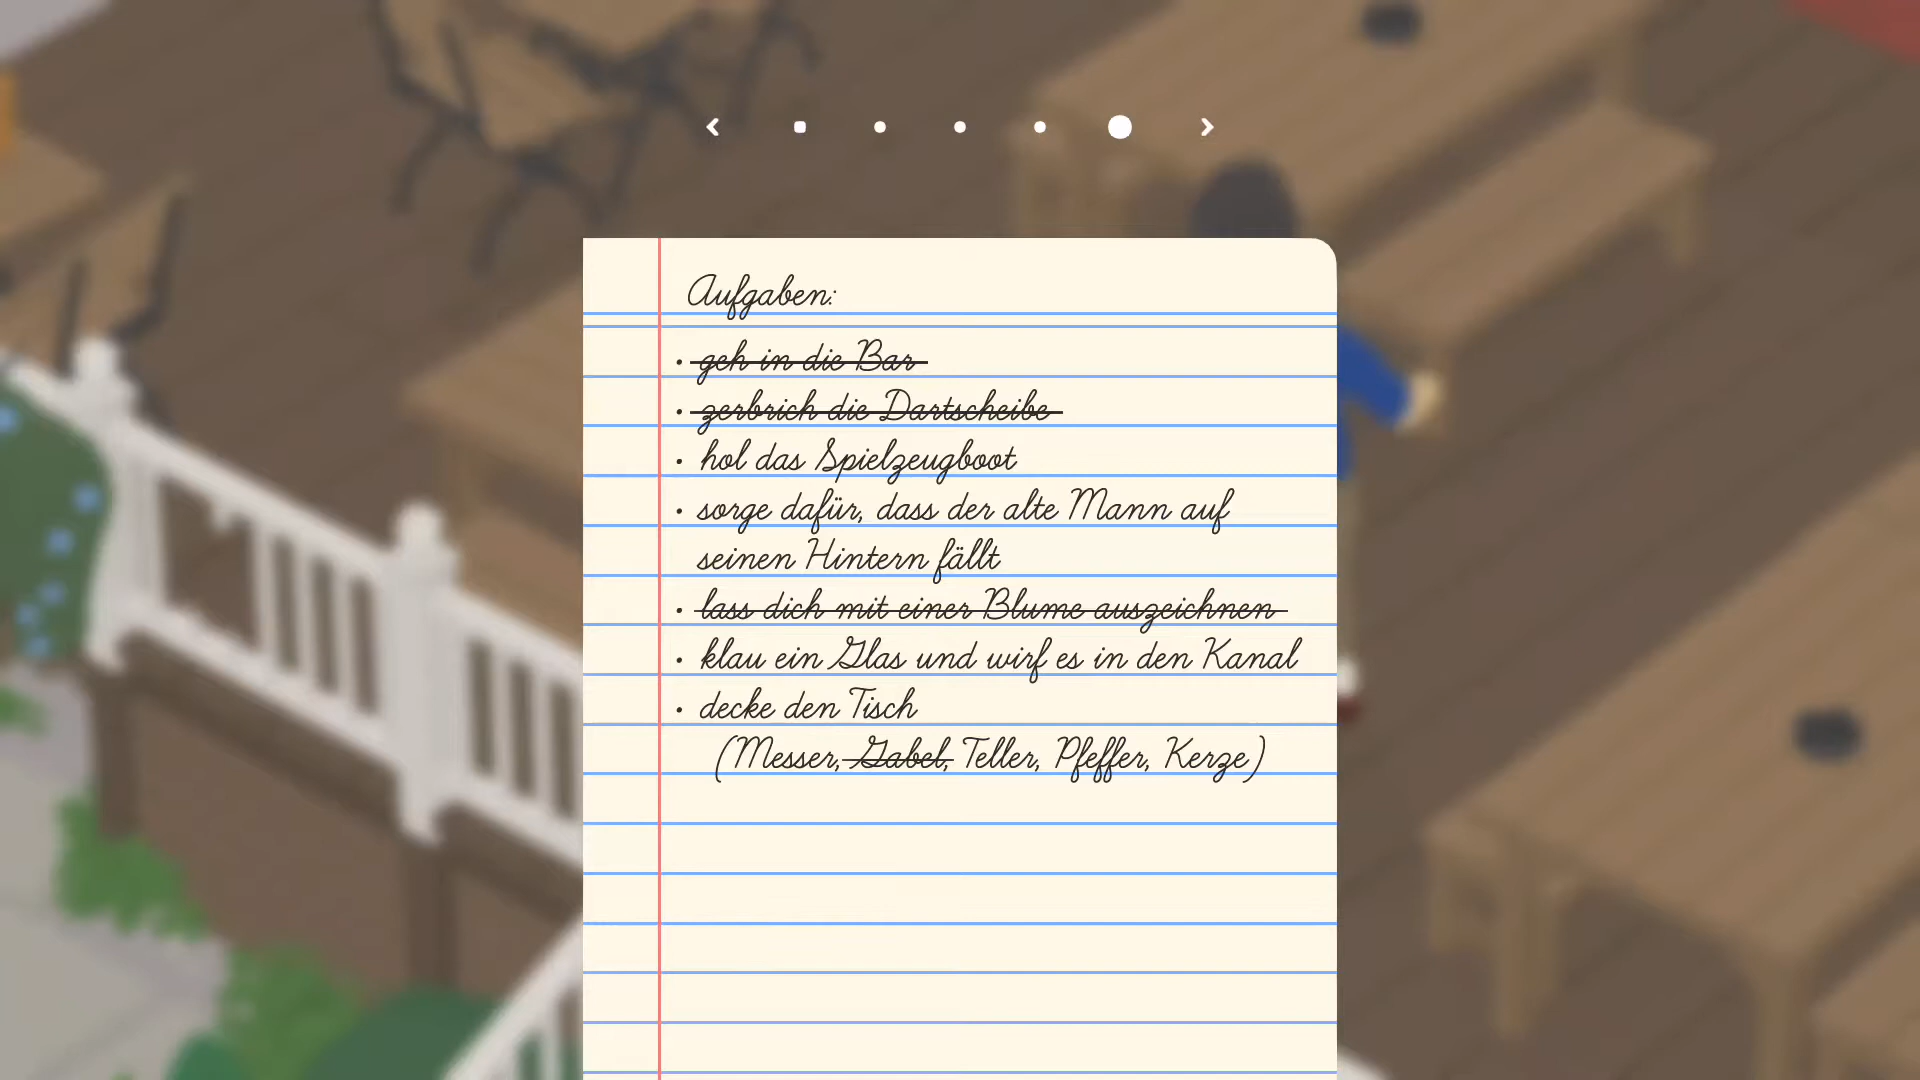 Aufgaben:
• geh in die Bar
• zerbrich die Dartscheibe
• hol das Spielzeugboot
• sorge dafür, dass der alte Mann auf
seinen Hintern fällt
• lass dich mit einer Blume auszeichnen
• klau ein Glas und wirf es in den Kanal
• decke den Tisch
(Messer, Gabel, Teller, Pfeffer, Kerze)